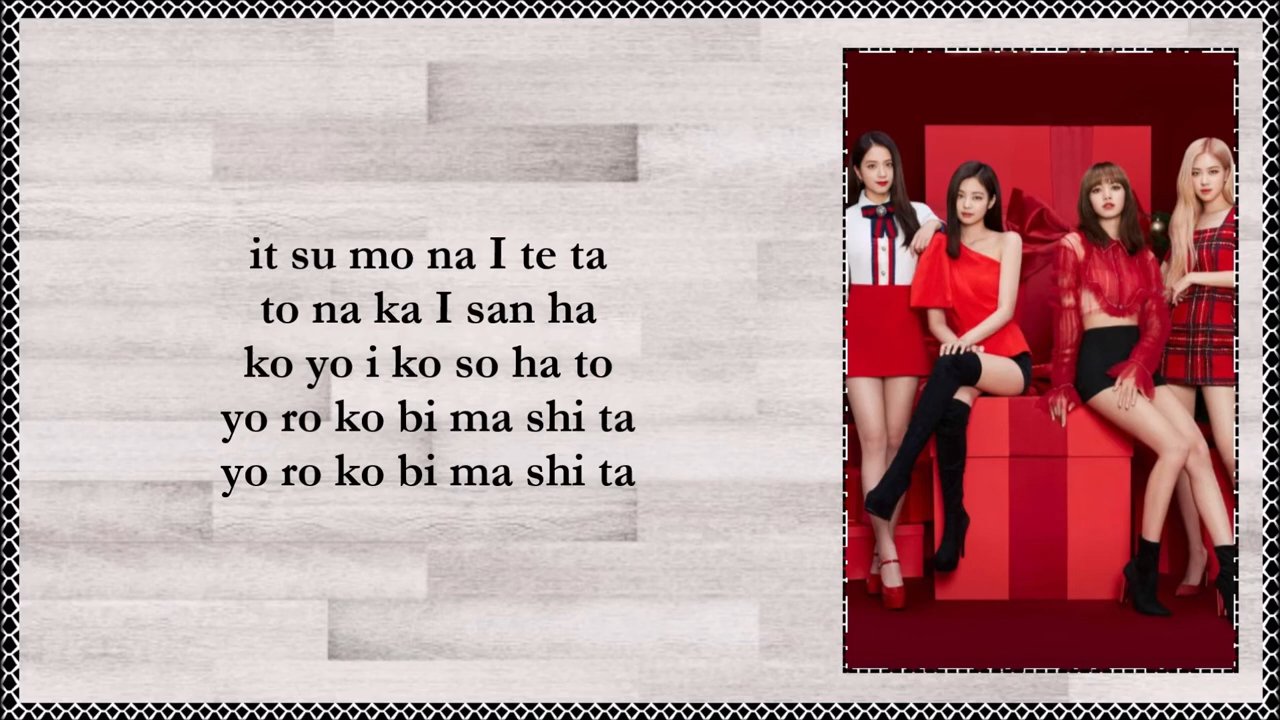 it su mo na I te ta
to na ka I san ha
ko yo i ko so ha to
yo ro ko bi ma shi ta
yo ro ko bi ma shi ta